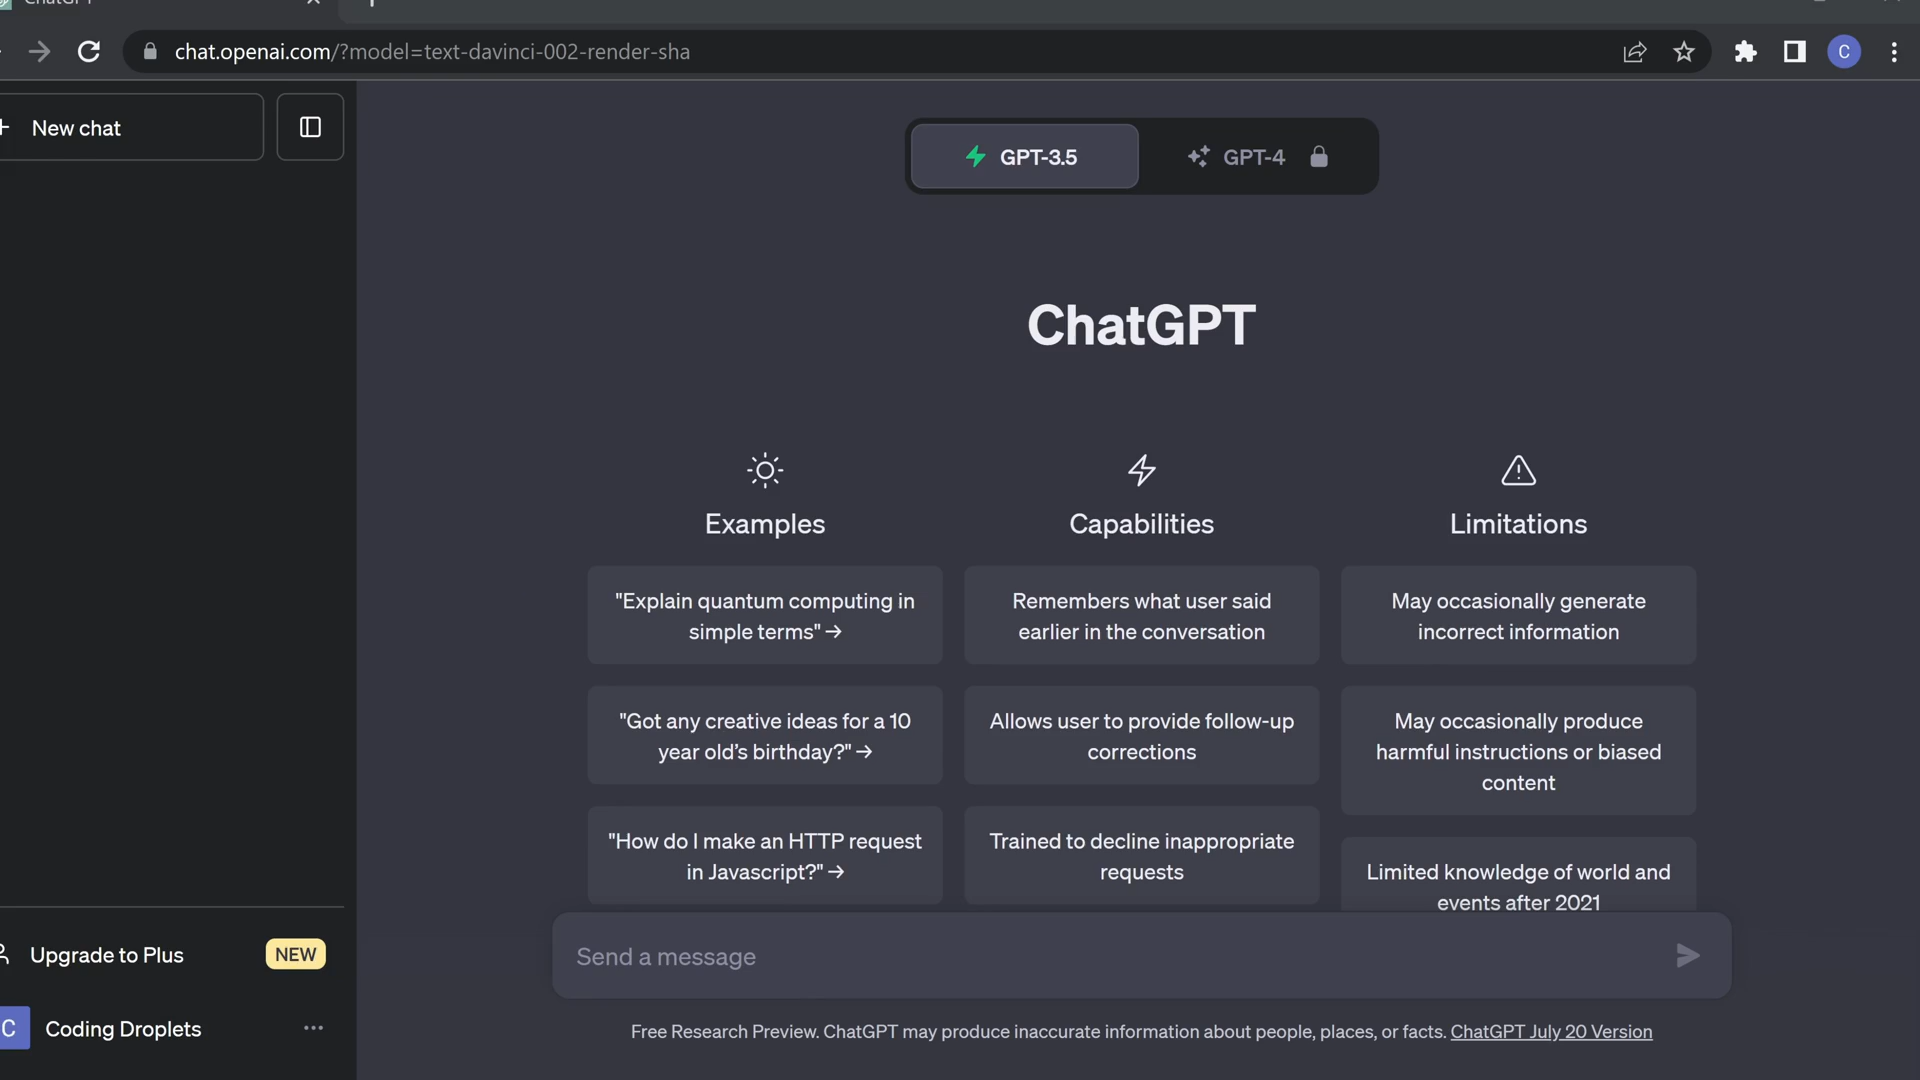 ChatGPT
chat.openai.com/?model=text-davinci-002-render-sha
C
New chat
GPT-3.5
GPT-4
ChatGPT
Examples
"Explain quantum computing in
simple terms" →
"Got any creative ideas for a 10
year old’s birthday?" →
"How do I make an HTTP request
in Javascript?" →
Capabilities
Remembers what user said
earlier in the conversation
Allows user to provide follow-up
corrections
Trained to decline inappropriate
requests
Limitations
May occasionally generate
incorrect information
May occasionally produce
harmful instructions or biased
content
Limited knowledge of world and
events after 2021
Upgrade to Plus
NEW
C
Coding Droplets
Send a message
Free Research Preview. ChatGPT may produce inaccurate information about people, places, or facts. ChatGPT July 20 Version